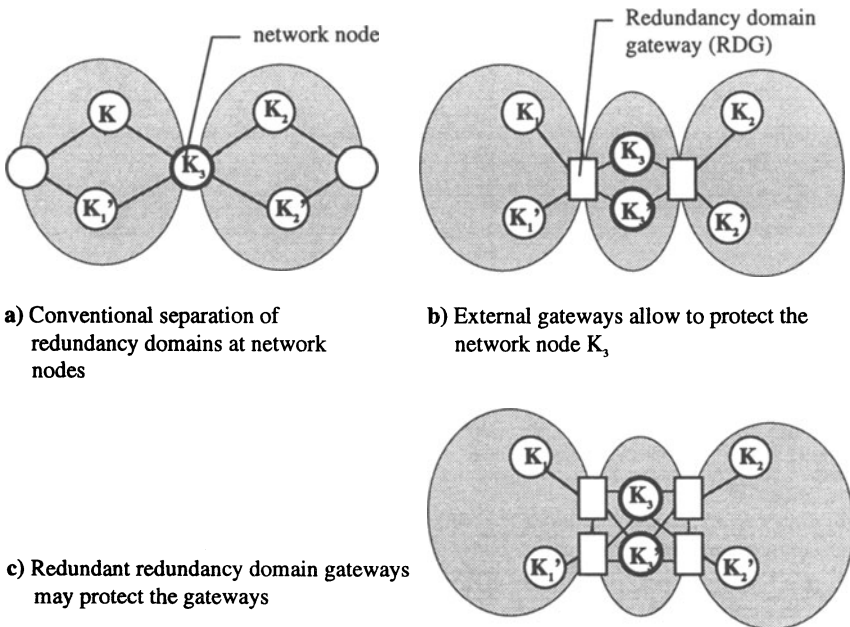 network node
K
K₂
K₃
K₁'
K₂'
a) Conventional separation of
redundancy domains at network
nodes
Redundancy domain
gateway (RDG)
K₁
K₂
K₃
K₃'
K₁'
K₂'
b) External gateways allow to protect the
network node K₃
K₁
K₂
K₃
K₃'
K₁'
K₂'
c) Redundant redundancy domain gateways
may protect the gateways